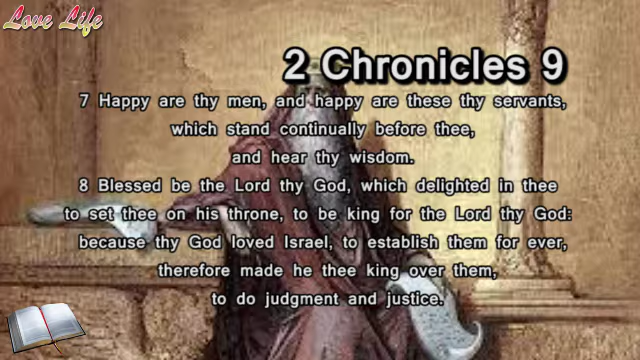 Love Life
2 Chronicles 9
7 Happy are thy men, and happy are these thy servants,
which stand continually before thee,
and hear thy wisdom.
8 Blessed be the Lord thy God, which delighted in thee
to set thee on his throne, to be king for the Lord thy God:
because thy God loved Israel, to establish them for ever,
therefore made he thee king over them,
to do judgment and justice.